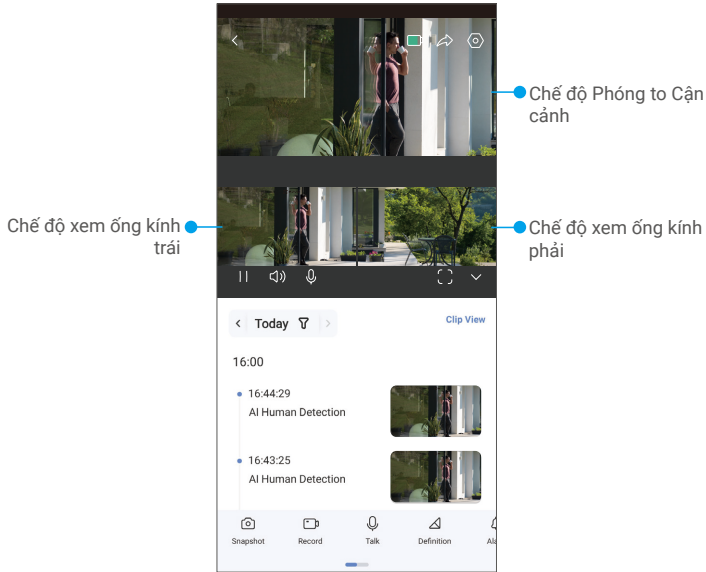 Chế độ Phóng to Cận
cảnh
Chế độ xem ống kính
trái
Chế độ xem ống kính
phải
Today
Clip View
16:00
16:44:29
AI Human Detection
16:43:25
AI Human Detection
Snapshot
Record
Talk
Definition
Ala